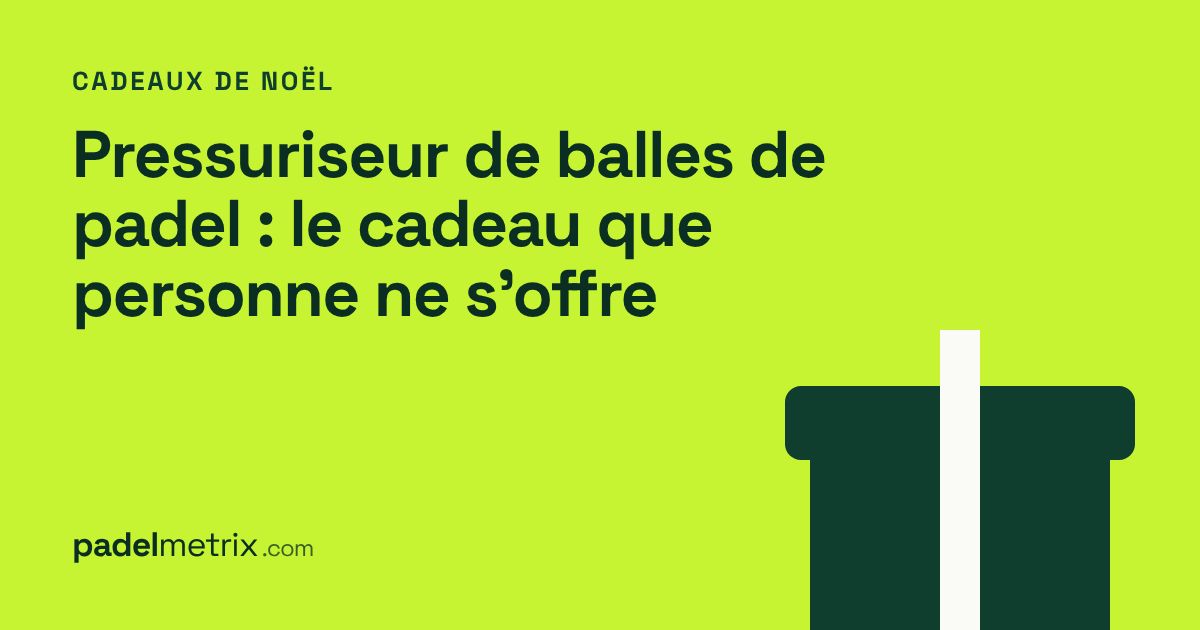 CADEAUX DE NOËL
Pressuriseur de balles de
padel : le cadeau que
personne ne s’offre
padelmetrix.com